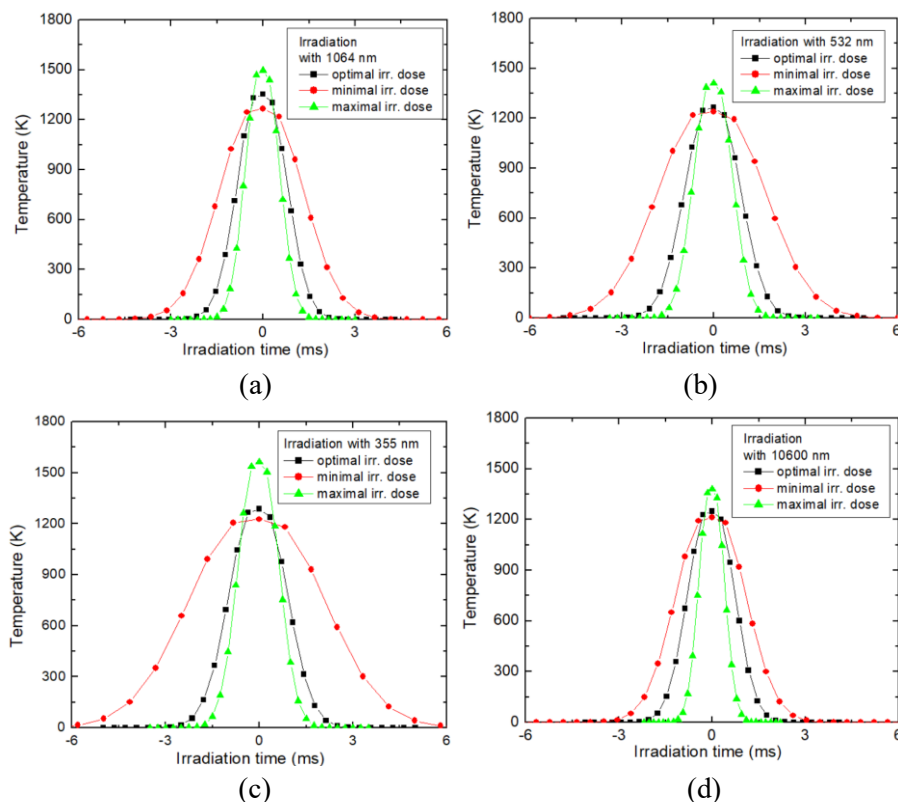 1800
1500
1200
900
600
300
0
Temperature (K)
Irradiation
with 1064 nm
optimal irr. dose
minimal irr. dose
maximal irr. dose
-6 -3 0 3 6
Irradiation time (ms)
(a)
1800
1500
1200
900
600
300
0
Temperature (K)
Irradiation with 532 nm
optimal irr. dose
minimal irr. dose
maximal irr. dose
-6 -3 0 3 6
Irradiation time (ms)
(b)
1800
1500
1200
900
600
300
0
Temperature (K)
Irradiation with 355 nm
optimal irr. dose
minimal irr. dose
maximal irr. dose
-6 -3 0 3 6
Irradiation time (ms)
(c)
1800
1500
1200
900
600
300
0
Temperature (K)
Irradiation
with 10600 nm
optimal irr. dose
minimal irr. dose
maximal irr. dose
-6 -3 0 3 6
Irradiation time (ms)
(d)